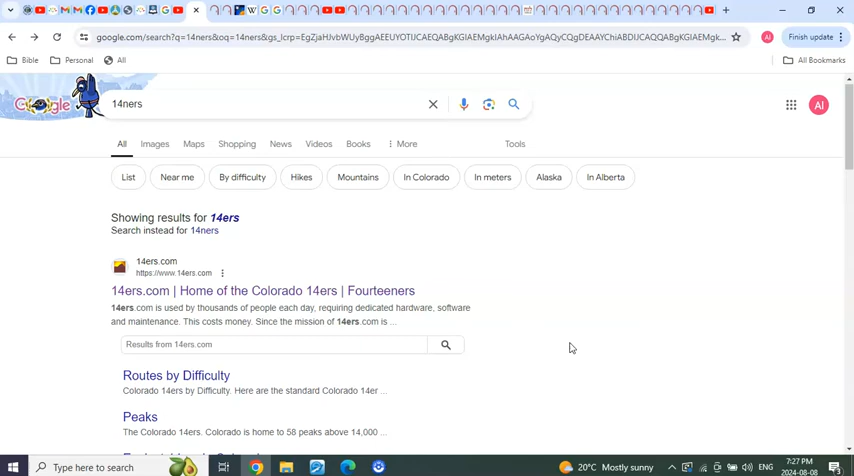 google.com/search?q=14ners&oq=14ners&gs_lcrp=EgZjaHJvbWUyBggAEEUYOTIJCAEQABgKGIAEMgkIAhAAGAoYgAQyCQgDEAAYChiABDIJCAQQABgKGIAEMgkIBRAAGAoYgAQyBwgGEAAYgAQyBwgHEAAYgAQyBwgIEAAYgAQyBwgJEAAYgATSAQ...
AI
Finish update
Bible
Personal
All
All Bookmarks
Google
14ners
AI
All
Images
Maps
Shopping
News
Videos
Books
More
Tools
List
Near me
By difficulty
Hikes
Mountains
In Colorado
In meters
Alaska
In Alberta
Showing results for 14ers
Search instead for 14ners
14ers.com
https://www.14ers.com
14ers.com | Home of the Colorado 14ers | Fourteeners
14ers.com is used by thousands of people each day, requiring dedicated hardware, software
and maintenance. This costs money. Since the mission of 14ers.com is ...
Results from 14ers.com
Routes by Difficulty
Colorado 14ers by Difficulty. Here are the standard Colorado 14er ...
Peaks
The Colorado 14ers. Colorado is home to 58 peaks above 14,000 ...
Type here to search
20°C Mostly sunny
ENG
7:27 PM
2024-08-08